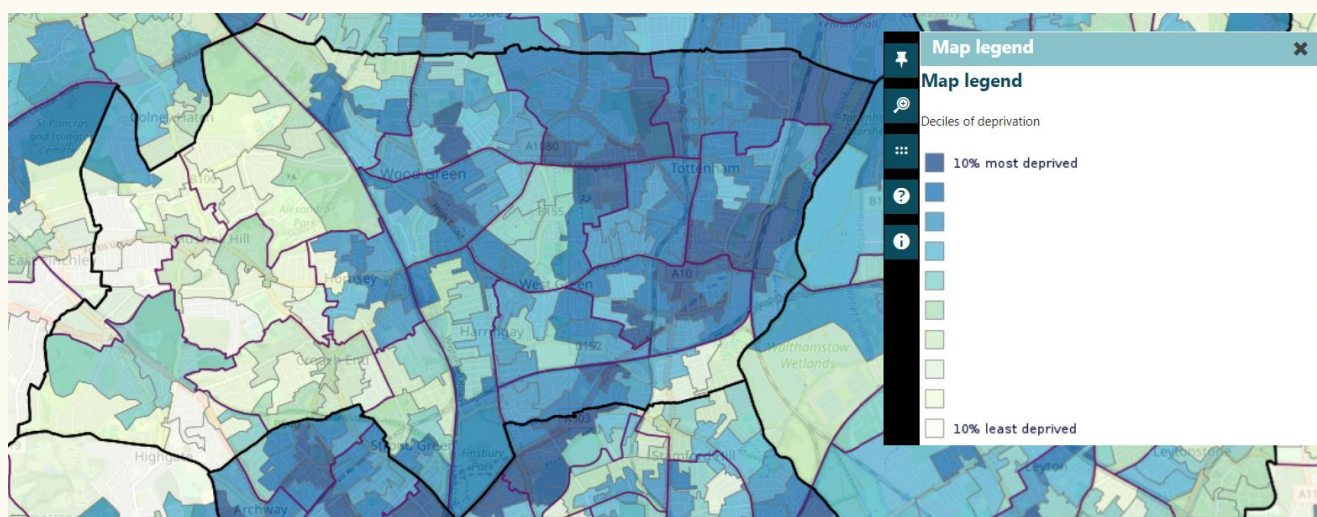 Map legend
Map legend
Deciles of deprivation
10% most deprived
10% least deprived
Colney Hatch
St Pancras
and Islington
Cemetery
A1080
Wood Green
Tottenham
B155
Alexandra
Park
Muswell Hill
East Finchley
Hornsey
West Green
A10
Harringay
B152
Crouch End
Walthamstow
Wetlands
Highgate
Stroud Green
Finsbury
Park
Stamford Hill
Archway
Leyton
Leytonstone